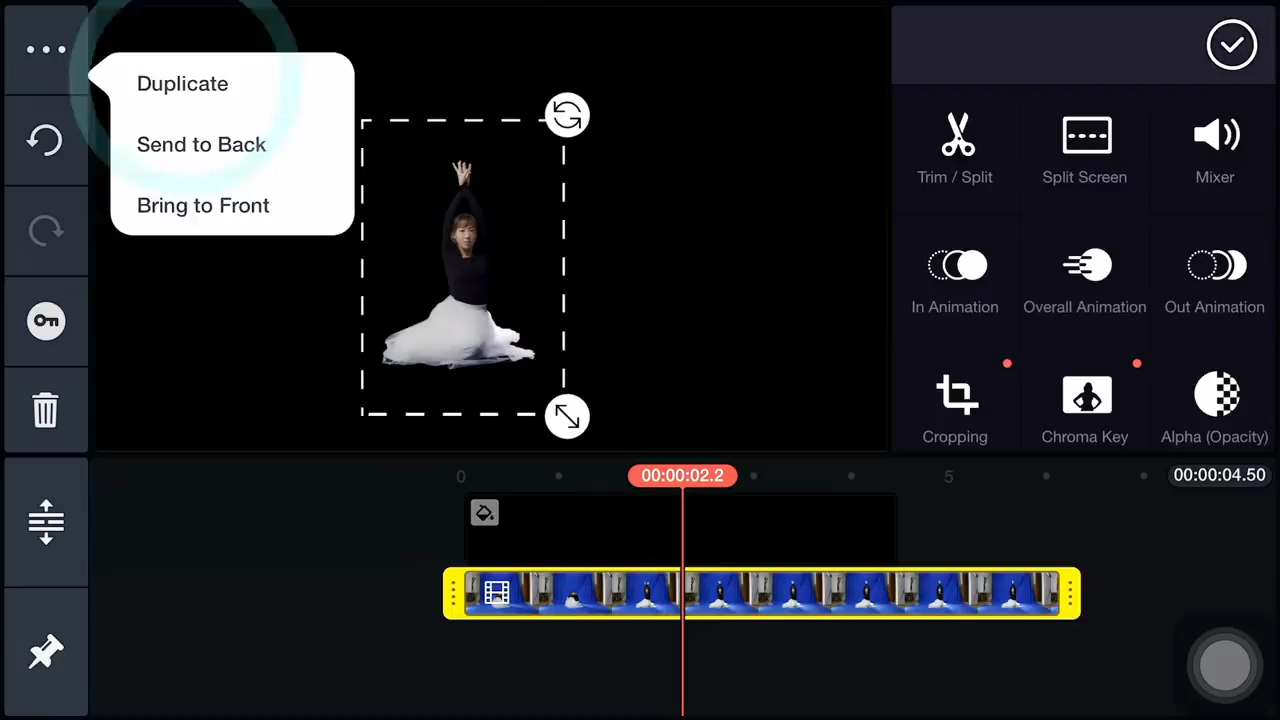 Duplicate
Send to Back
Bring to Front
Trim / Split
Split Screen
Mixer
In Animation
Overall Animation
Out Animation
Cropping
Chroma Key
Alpha (Opacity)
0
00:00:02.2
5
00:00:04.50